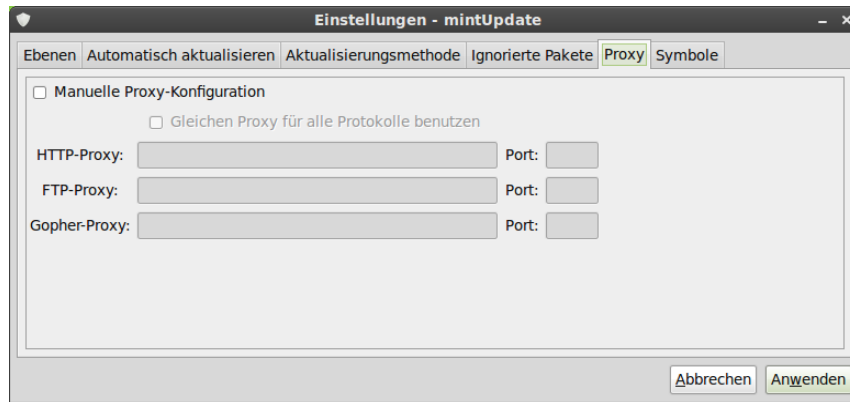 Einstellungen - mintUpdate
Ebenen Automatisch aktualisieren Aktualisierungsmethode Ignorierte Pakete Proxy Symbole
Manuelle Proxy-Konfiguration
Gleichen Proxy für alle Protokolle benutzen
HTTP-Proxy: Port:
FTP-Proxy: Port:
Gopher-Proxy: Port:
Abbrechen Anwenden